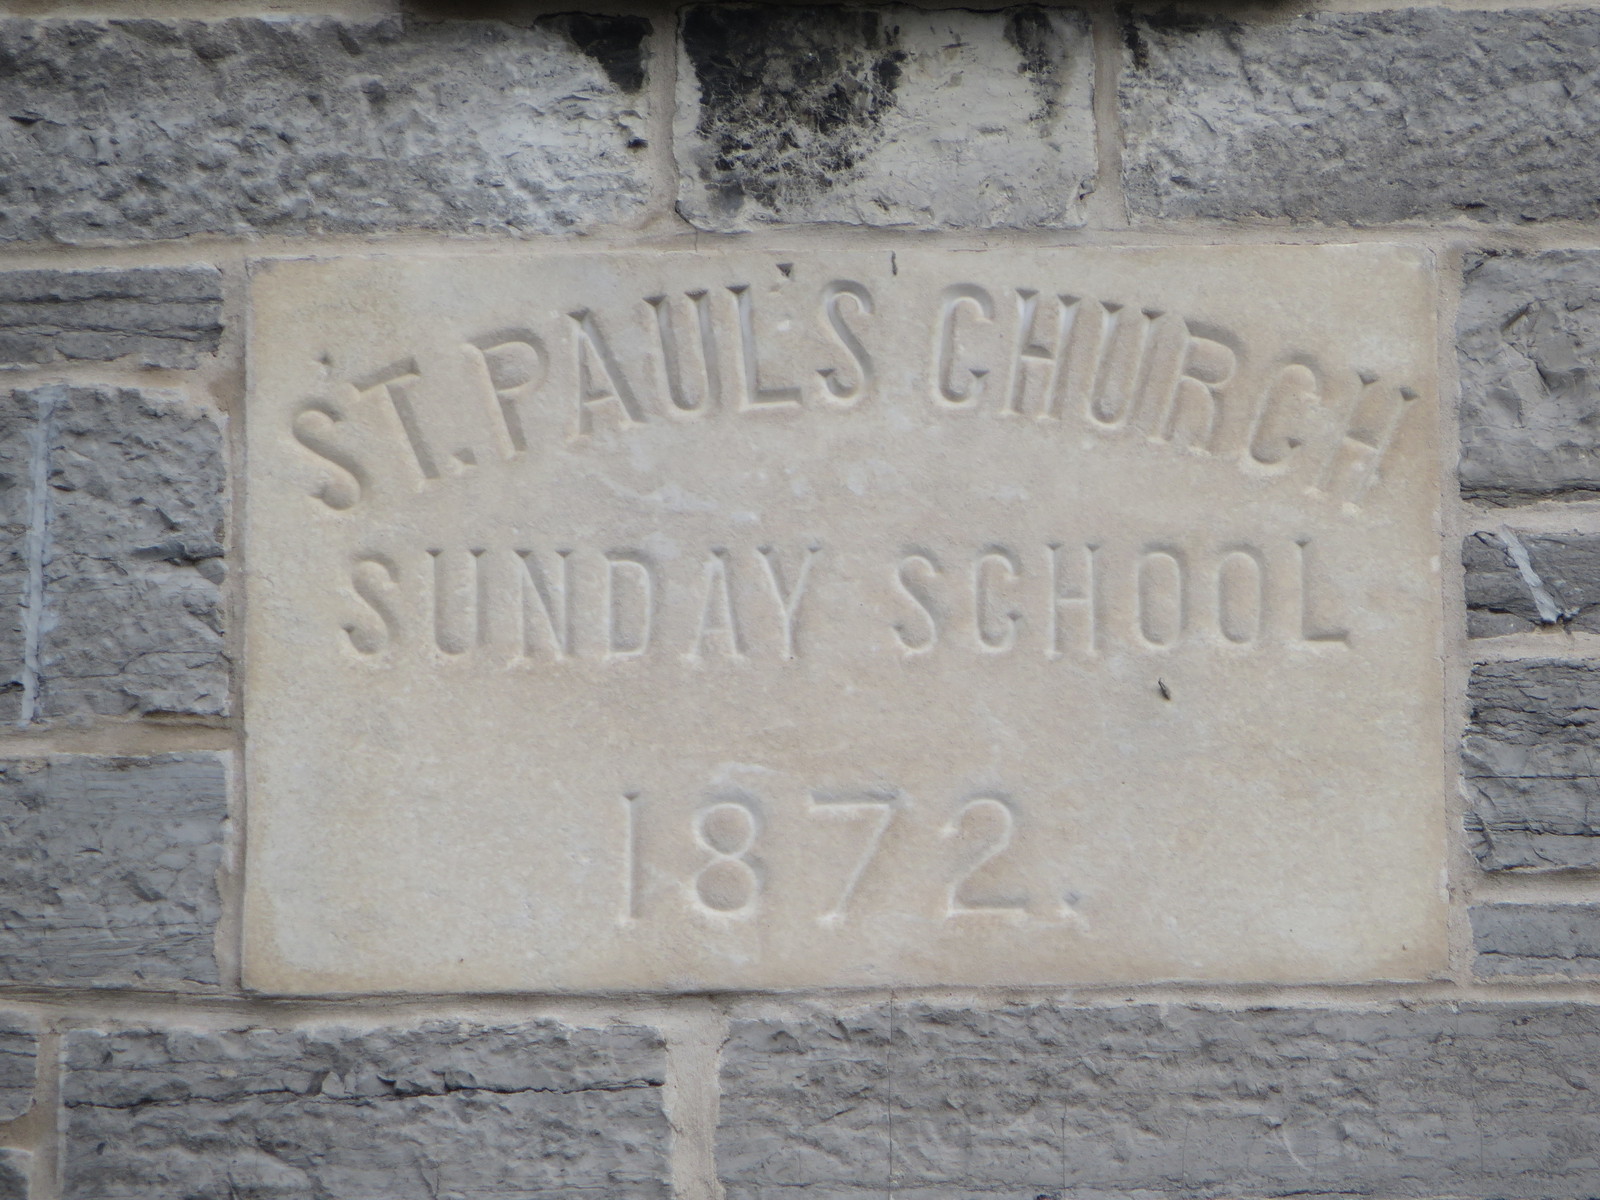 ST. PAUL'S CHURCH
SUNDAY SCHOOL
1872.